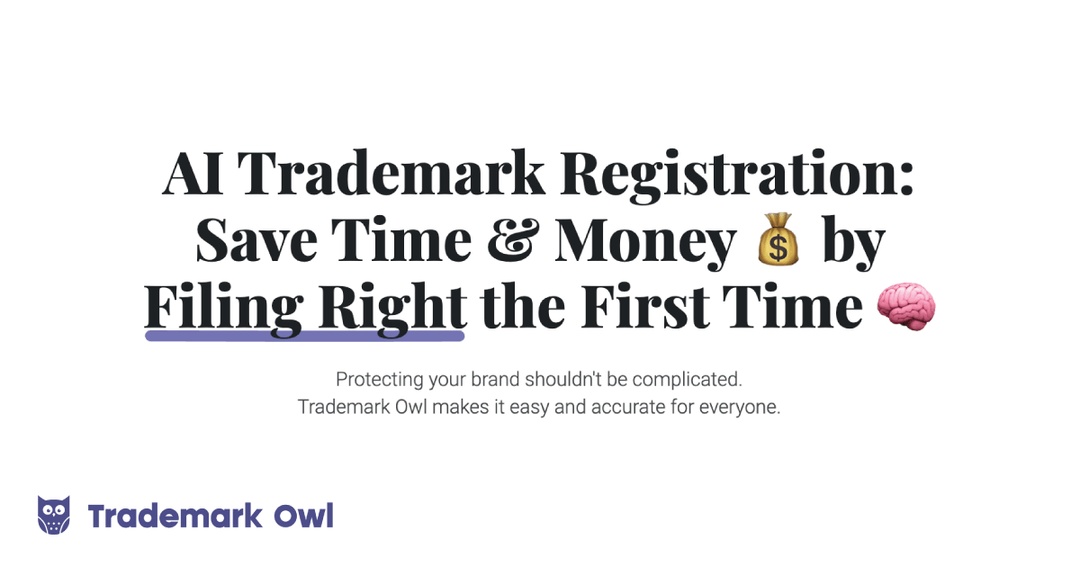 AI Trademark Registration:
Save Time & Money 💰 by
Filing Right the First Time 🧠
Protecting your brand shouldn't be complicated.
Trademark Owl makes it easy and accurate for everyone.
Trademark Owl